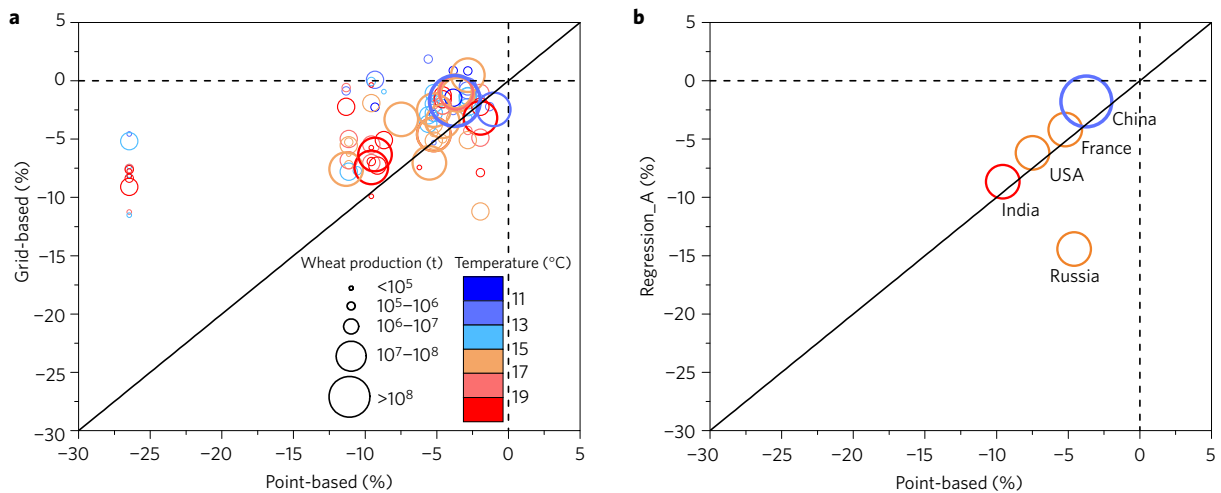 a
5
0
−5
−10
−15
−20
−25
−30
Grid-based (%)
−30 −25 −20 −15 −10 −5 0 5
Point-based (%)
Wheat production (t)
<10⁵
10⁵–10⁶
10⁶–10⁷
10⁷–10⁸
>10⁸
Temperature (°C)
11
13
15
17
19
b
5
0
−5
−10
−15
−20
−25
−30
Regression_A (%)
China
France
USA
India
Russia
−30 −25 −20 −15 −10 −5 0 5
Point-based (%)